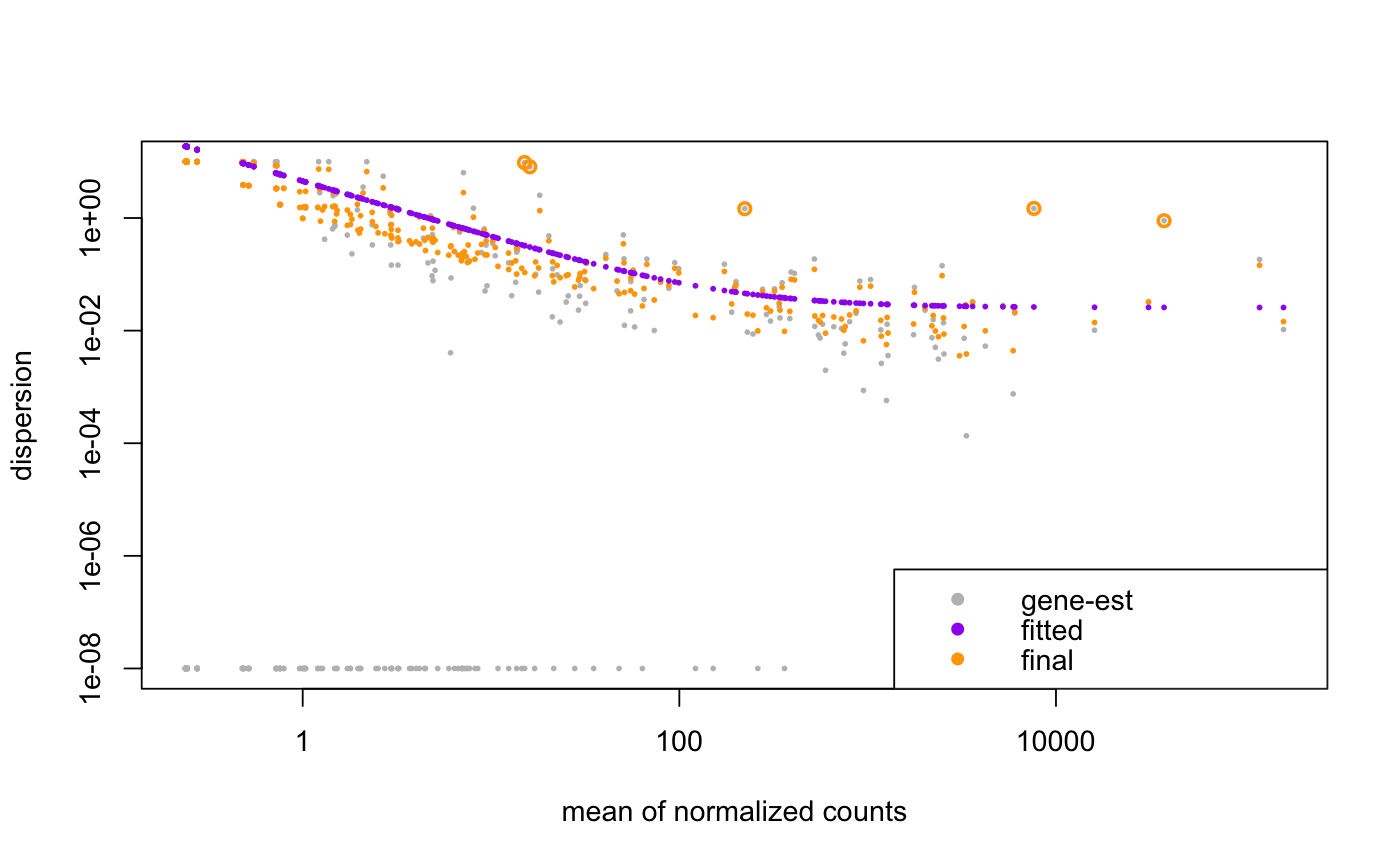 dispersion
1e+00
1e-02
1e-04
1e-06
1e-08
gene-est
fitted
final
1
100
10000
mean of normalized counts